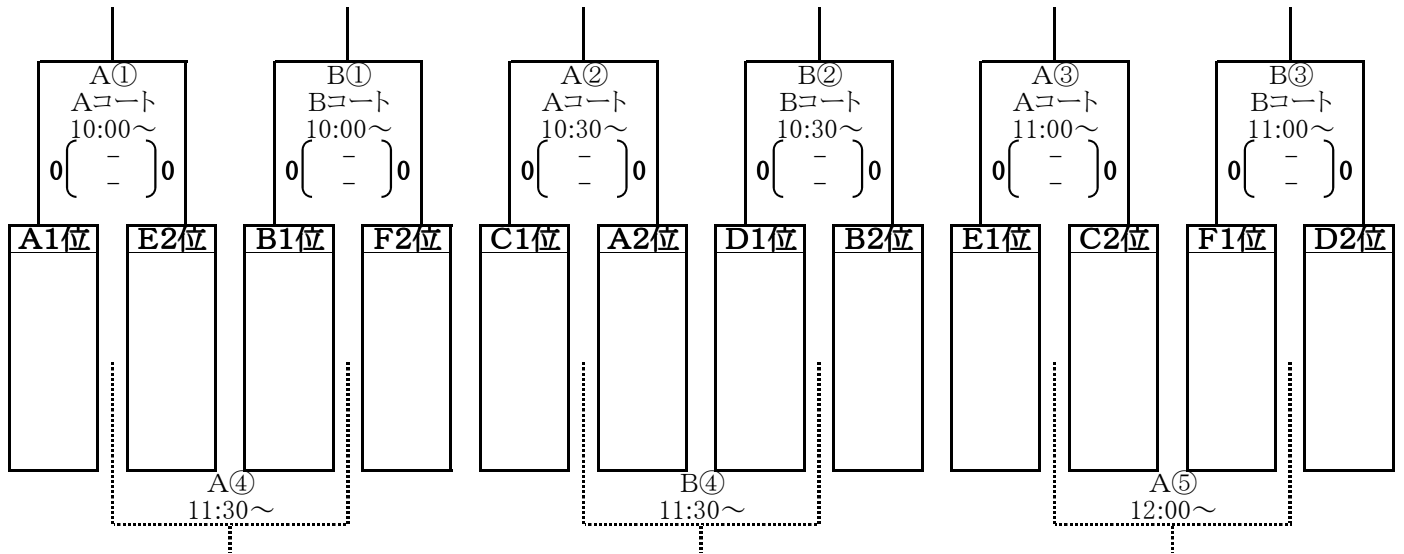 A① B① A② B② A③ B③
Aコート Bコート Aコート Bコート Aコート Bコート
10:00～ 10:00～ 10:30～ 10:30～ 11:00～ 11:00～
－ － － － － －
0 0 0 0 0 0 0 0 0 0 0 0
－ － － － － －
A1位 E2位 B1位 F2位 C1位 A2位 D1位 B2位 E1位 C2位 F1位 D2位
A④ B④ A⑤
11:30～ 11:30～ 12:00～